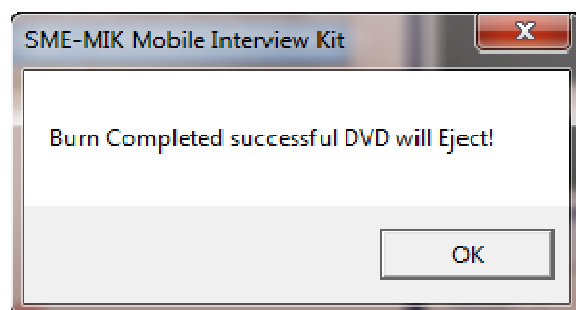 SME-MIK Mobile Interview Kit
Burn Completed successful DVD will Eject!
OK